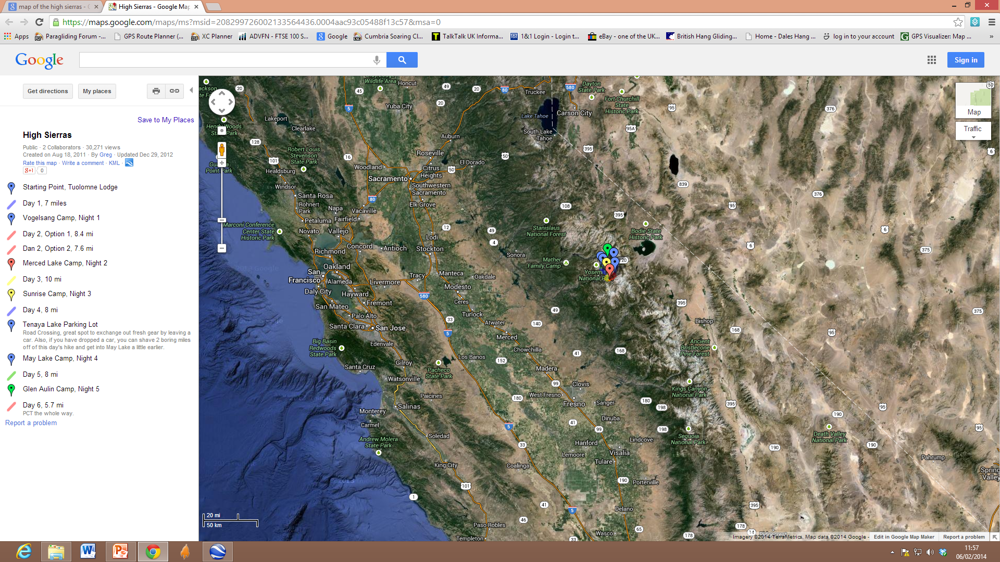 map of the high sierras - G
High Sierras - Google Map
https://maps.google.com/maps/ms?msid=208299726002133564436.0004aac93c05488f13c57&msa=0
Apps
Paragliding Forum -...
GPS Route Planner (...
XC Planner
ADVFN - FTSE 100 S...
Google
Cumbria Soaring Cl...
TalkTalk UK Informa...
1&1 Login - Login t...
eBay - one of the UK...
British Hang Gliding...
Home - Dales Hang ...
log in to your account
GPS Visualizer: Map ...
»
Google
Sign in
Get directions
My places
Save to My Places
High Sierras
Public · 2 Collaborators · 30,271 views
Created on Aug 18, 2011 · By Greg · Updated Dec 29, 2012
Rate this map · Write a comment · KML ·
g+1 0
Starting Point, Tuolomne Lodge
Day 1, 7 miles
Vogelsang Camp, Night 1
Day 2, Option 1, 8.4 mi
Dan 2, Option 2, 7.6 mi
Merced Lake Camp, Night 2
Day 3, 10 mi
Sunrise Camp, Night 3
Day 4, 8 mi
Tenaya Lake Parking Lot
Road Crossing, great spot to exchange out fresh gear by leaving a
car. Also, if you have dropped a car, you can shave 2 boring miles
off of this day's hike and get into May Lake a little earlier.
May Lake Camp, Night 4
Day 5, 8 mi
Glen Aulin Camp, Night 5
Day 6, 5.7 mi
PCT the whole way.
Report a problem
Map
Traffic
Wildlife Area
Honcut
Truckee
Dayton
State Park
Fort Churchill
State
Historic Park
Yuba City
Lake Tahoe
Carson City
Lakeport
Clearlake
Hendy Woods
State Park
South Lake
Tahoe
Auburn
Robert Louis
Stevenson
State Park
Roseville
Citrus
Heights
El Dorado
Woodland
Healdsburg
Point Park
Sacramento
Southwestern
Sacramento
Windsor
Santa Rosa
Rohnert
Park
Elk Grove
Napa
Vacaville
Petaluma
Fairfield
Marconi Conference
Center State
Historic Park
Novato
Vallejo
Stanislaus
National Forest
Bodie State
Historic Park
Lodi
Concord
Antioch
Stockton
Richmond
Sonora
Mather
Family Camp
Oakland
San
Francisco
Alameda
Tracy
Manteca
Oakdale
Yosemite
National Park
Livermore
Modesto
Daly City
Hayward
Ceres
San Mateo
Fremont
Palo Alto
Turlock
Santa Clara
San Jose
Atwater
Bishop
Merced
Edenvale
Big Basin
Redwoods
State Park
Chowchilla
Ancient
Bristlecone
Pine Forest
Los Banos
Gilroy
Santa Cruz
Pacheco
State Park
Madera
Watsonville
Clovis
Kings Canyon
National Park
Paicines
West Fresno
Fresno
Sanger
Salinas
Monterey
Carmel
Dinuba
Soledad
Andrew Molera
State Park
Hanford
Lindcove
Sequoia
National Park
Death Valley
National Park
Lemoore
Visalia
Tulare
King City
Coalinga
Pahrump
Spring
Valley
Porterville
Delano
Paso Robles
Templeton
Wasco
20 mi
50 km
Imagery ©2014 TerraMetrics, Map data ©2014 Google -
Edit in Google Map Maker
Report a problem
11:57
06/02/2014